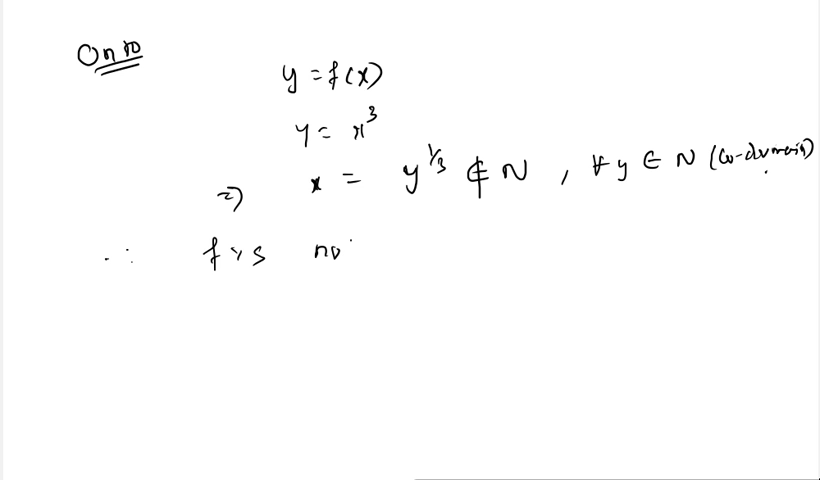 Onto
y = f(x)
y = x³
⇒ x = y^1/3 ∉ N , ∀ y ∈ N (Co-domain)
∴ f is no